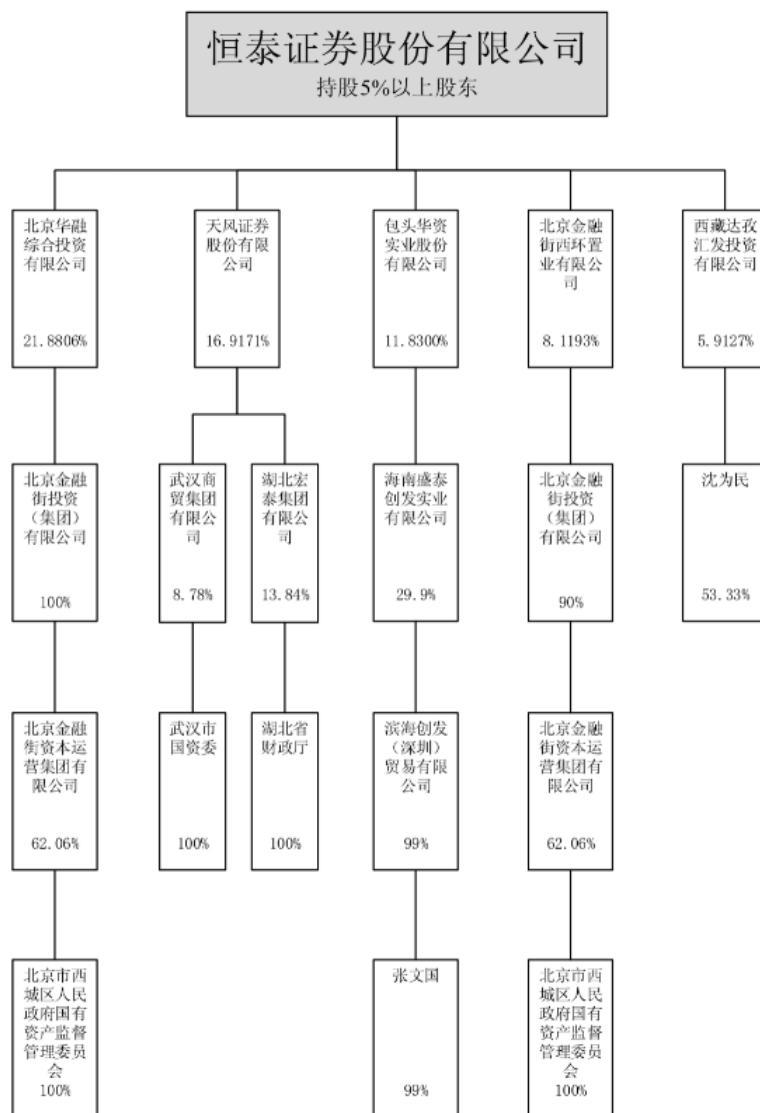 恒泰证券股份有限公司
持股5%以上股东
北京华融
综合投资
有限公司
21.8806%
天风证券
股份有限
公司
16.9171%
包头华资
实业股份
有限公司
11.8300%
北京金融
街西环置
业有限公
司
8.1193%
西藏达孜
汇发投资
有限公司
5.9127%
北京金融
街投资
（集团）
有限公司
100%
武汉商
贸集团
有限公
司
8.78%
湖北宏
泰集团
有限公
司
13.84%
海南盛泰
创发实业
有限公司
29.9%
北京金融
街投资
（集团）
有限公司
90%
沈为民
53.33%
北京金融
街资本运
营集团有
限公司
62.06%
武汉市
国资委
100%
湖北省
财政厅
100%
滨海创发
（深圳）
贸易有限
公司
99%
北京金融
街资本运
营集团有
限公司
62.06%
北京市西
城区人民
政府国有
资产监督
管理委员
会
100%
张文国
99%
北京市西
城区人民
政府国有
资产监督
管理委员
会
100%